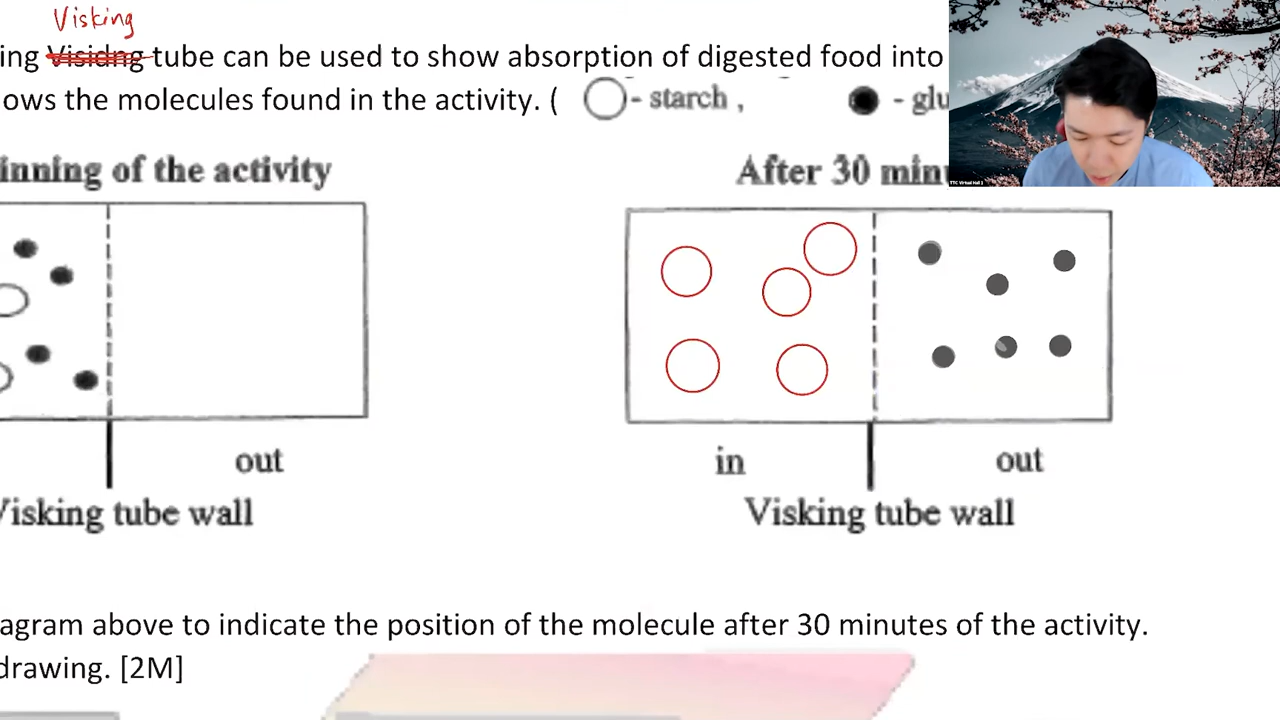 Visking
ing Visidng tube can be used to show absorption of digested food into
ows the molecules found in the activity. ( - starch , - glu
inning of the activity
After 30 min
out
in
out
Visking tube wall
Visking tube wall
agram above to indicate the position of the molecule after 30 minutes of the activity.
drawing. [2M]